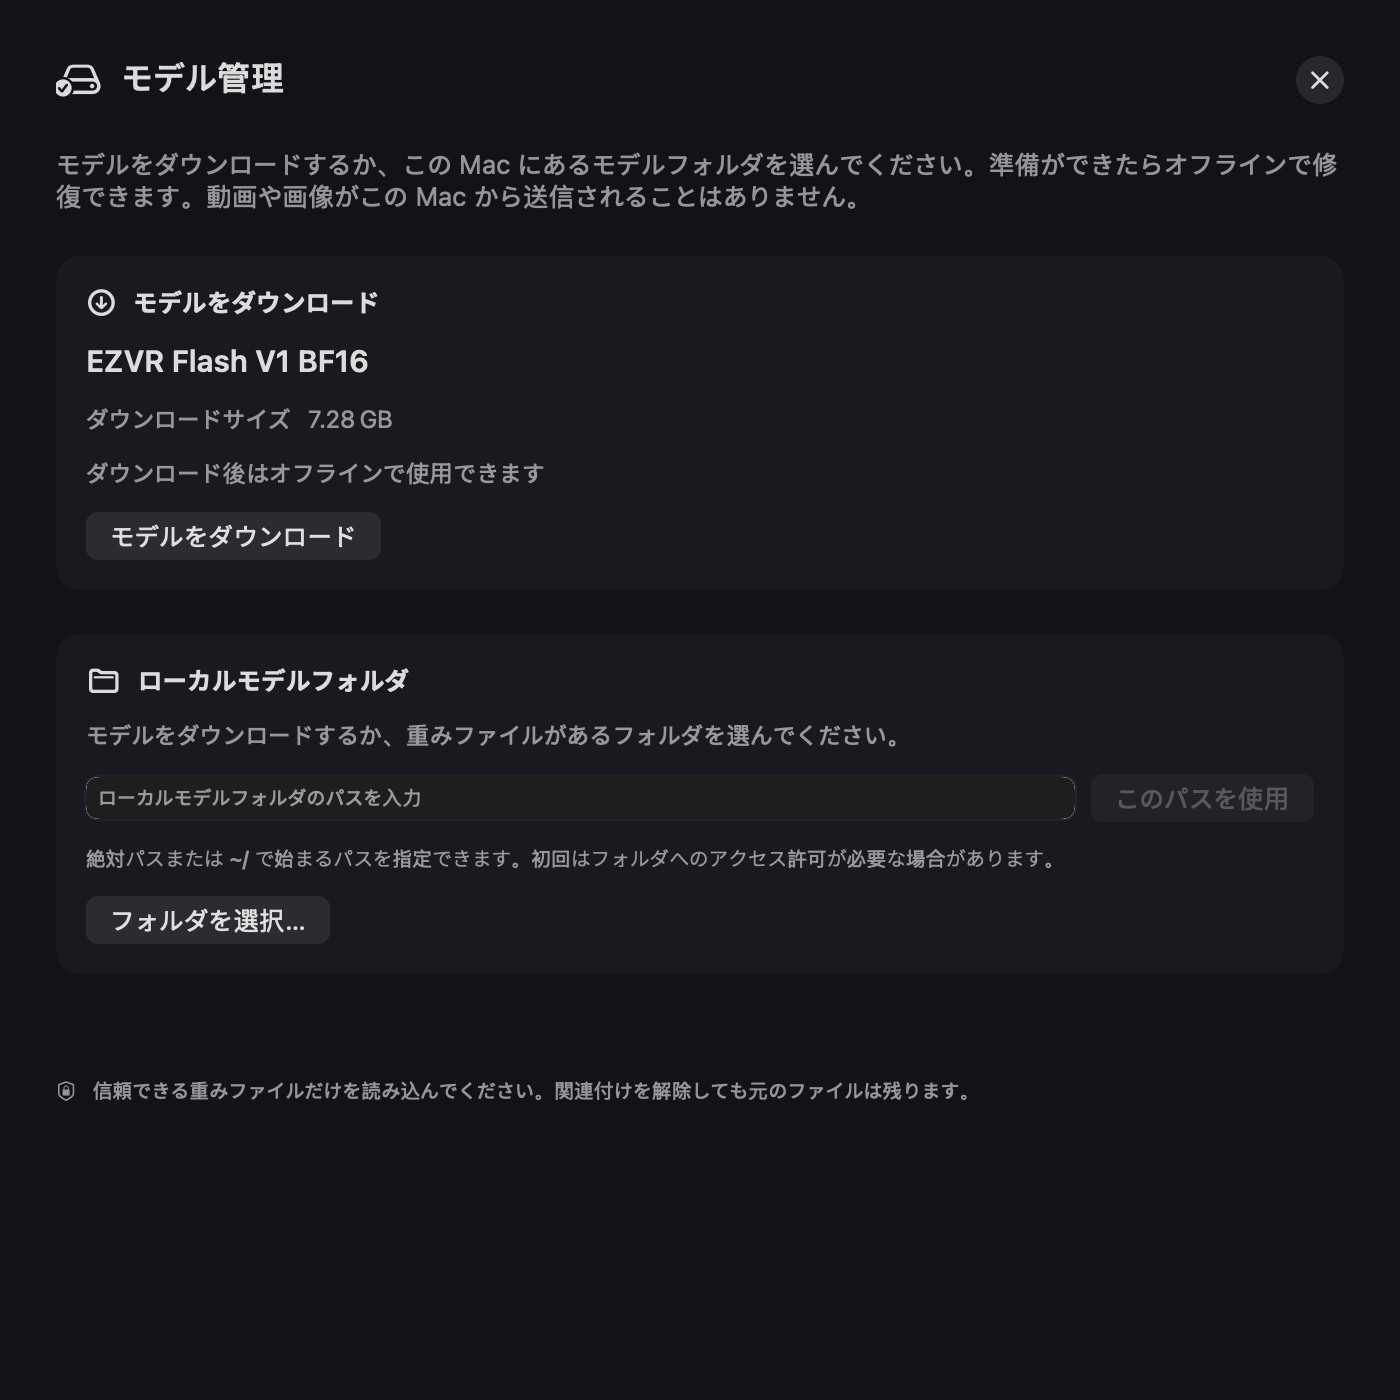 モデル管理
モデルをダウンロードするか、この Mac にあるモデルフォルダを選んでください。準備ができたらオフラインで修
復できます。動画や画像がこの Mac から送信されることはありません。
モデルをダウンロード
EZVR Flash V1 BF16
ダウンロードサイズ 7.28 GB
ダウンロード後はオフラインで使用できます
モデルをダウンロード
ローカルモデルフォルダ
モデルをダウンロードするか、重みファイルがあるフォルダを選んでください。
ローカルモデルフォルダのパスを入力
このパスを使用
絶対パスまたは ~/ で始まるパスを指定できます。初回はフォルダへのアクセス許可が必要な場合があります。
フォルダを選択...
信頼できる重みファイルだけを読み込んでください。関連付けを解除しても元のファイルは残ります。